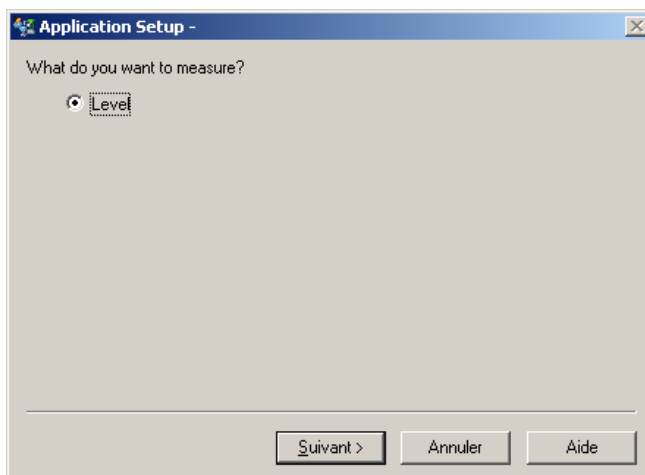 Application Setup -
What do you want to measure?
Level
Suivant >
Annuler
Aide